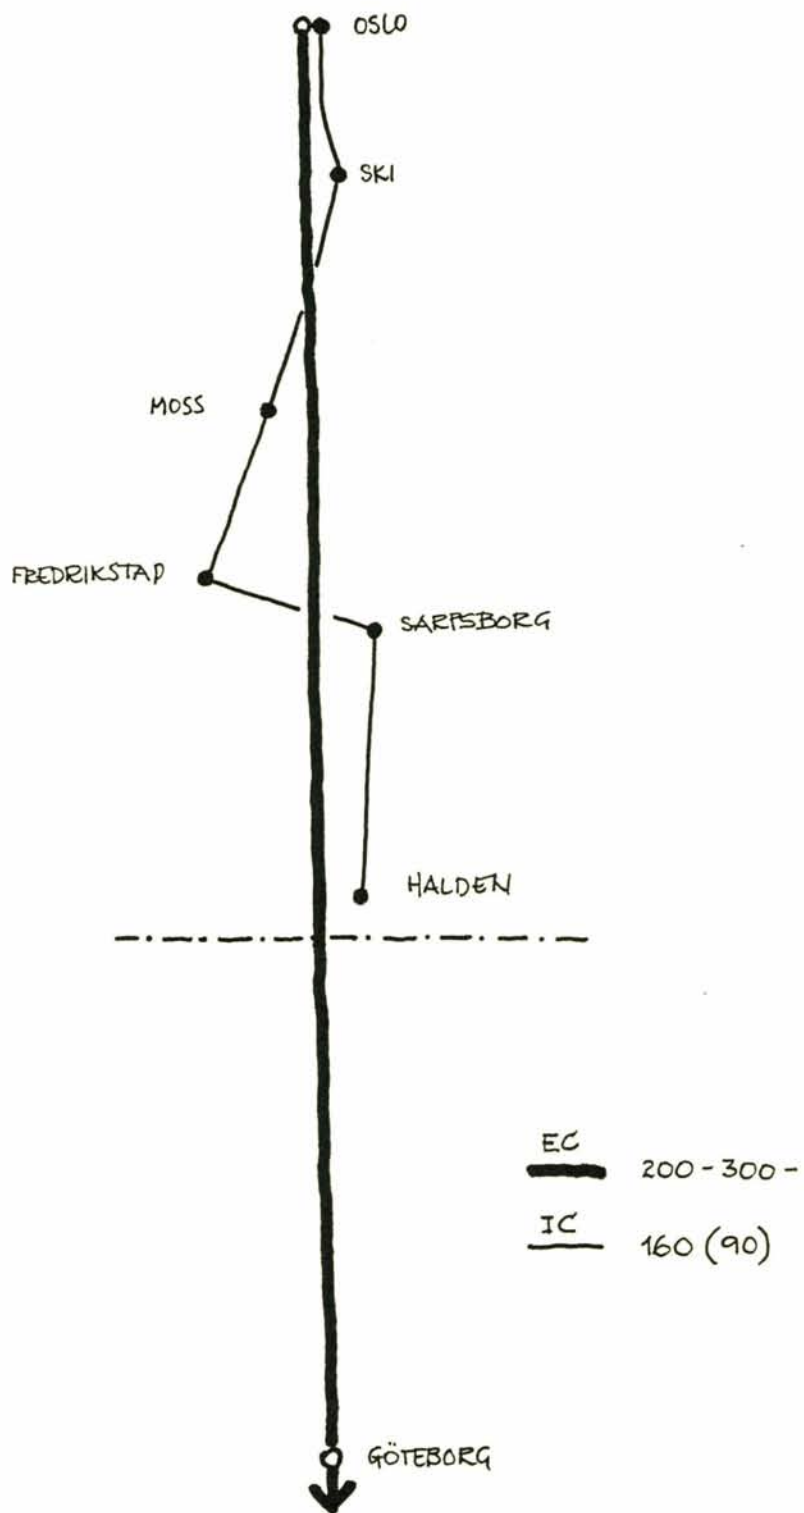 OSLO
SKI
MOSS
FREDRIKSTAD
SARPSBORG
HALDEN
EC
200 - 300 -
IC
160 (90)
GÖTEBORG